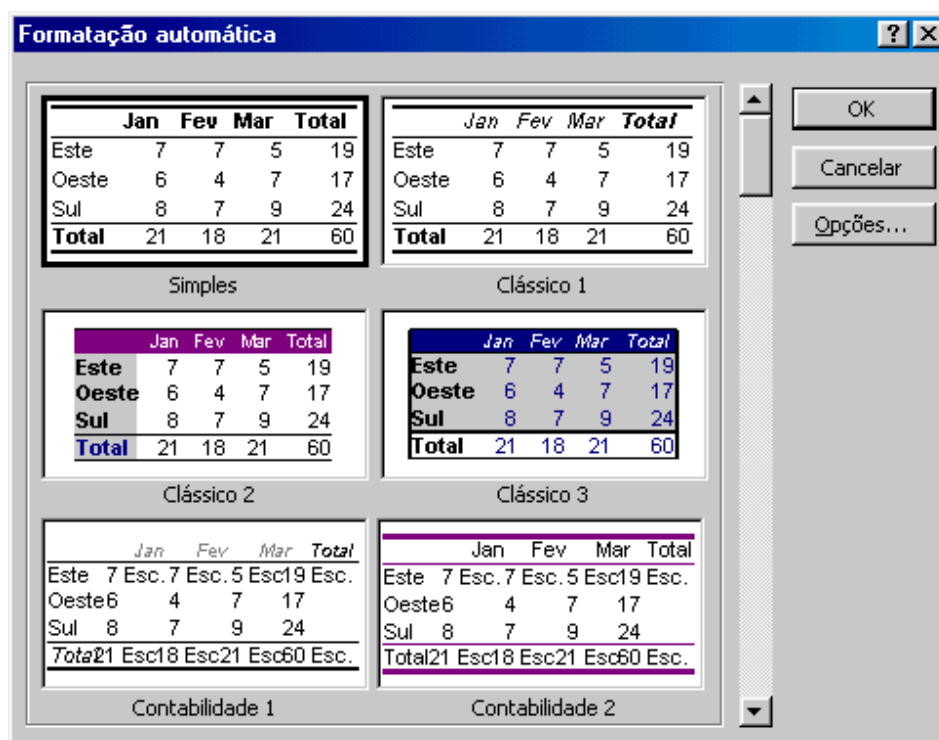 Formatação automática
Jan Fev Mar Total
Este 7 7 5 19
Oeste 6 4 7 17
Sul 8 7 9 24
Total 21 18 21 60
Simples
Jan Fev Mar Total
Este 7 7 5 19
Oeste 6 4 7 17
Sul 8 7 9 24
Total 21 18 21 60
Clássico 1
Jan Fev Mar Total
Este 7 7 5 19
Oeste 6 4 7 17
Sul 8 7 9 24
Total 21 18 21 60
Clássico 2
Jan Fev Mar Total
Este 7 7 5 19
Oeste 6 4 7 17
Sul 8 7 9 24
Total 21 18 21 60
Clássico 3
Jan Fev Mar Total
Este 7 Esc. 7 Esc. 5 Esc19 Esc.
Oeste6 4 7 17
Sul 8 7 9 24
Total21 Esc18 Esc21 Esc60 Esc.
Contabilidade 1
Jan Fev Mar Total
Este 7 Esc. 7 Esc. 5 Esc19 Esc.
Oeste6 4 7 17
Sul 8 7 9 24
Total21 Esc18 Esc21 Esc60 Esc.
Contabilidade 2
OK
Cancelar
Opções...